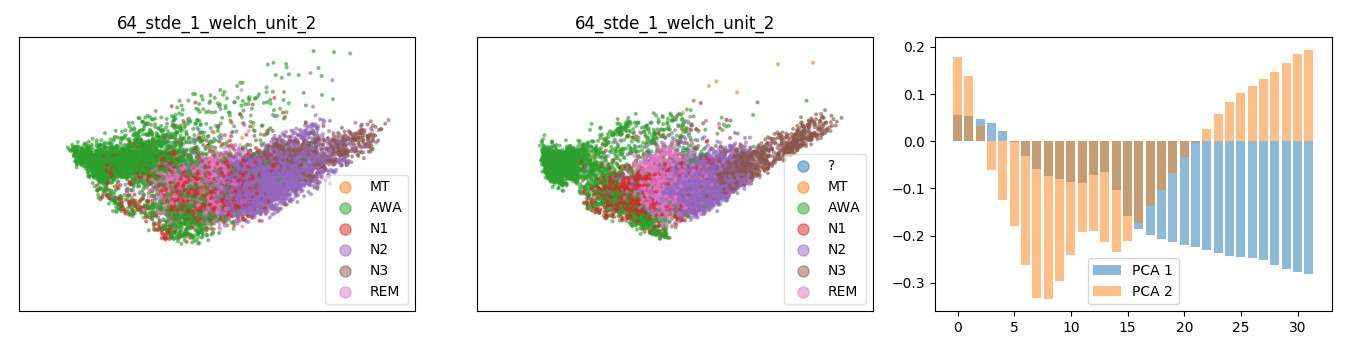 64_stde_1_welch_unit_2
MT
AWA
N1
N2
N3
REM
64_stde_1_welch_unit_2
?
MT
AWA
N1
N2
N3
REM
0.2
0.1
0.0
−0.1
−0.2
−0.3
0
5
10
15
20
25
30
PCA 1
PCA 2